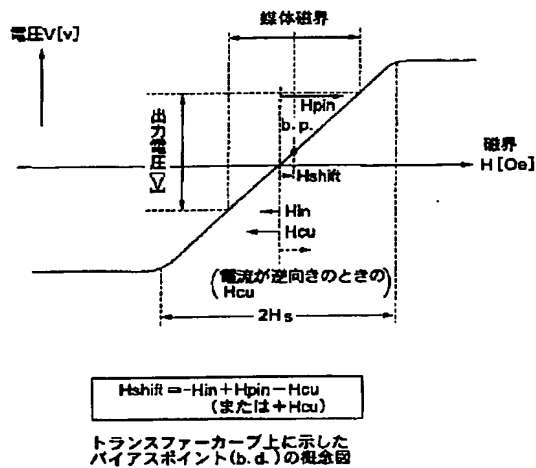 媒体磁界
電圧V[v]
Hpin
b.p.
出力電圧[V]
磁界
H[Oe]
Hshift
Hin
Hcu
(電流が逆向きのときの
Hcu)
2Hs
Hshift=-Hin+Hpin-Hcu
(または+Hcu)
トランスファーカーブ上に示した
バイアスポイント(b.d.)の概念図